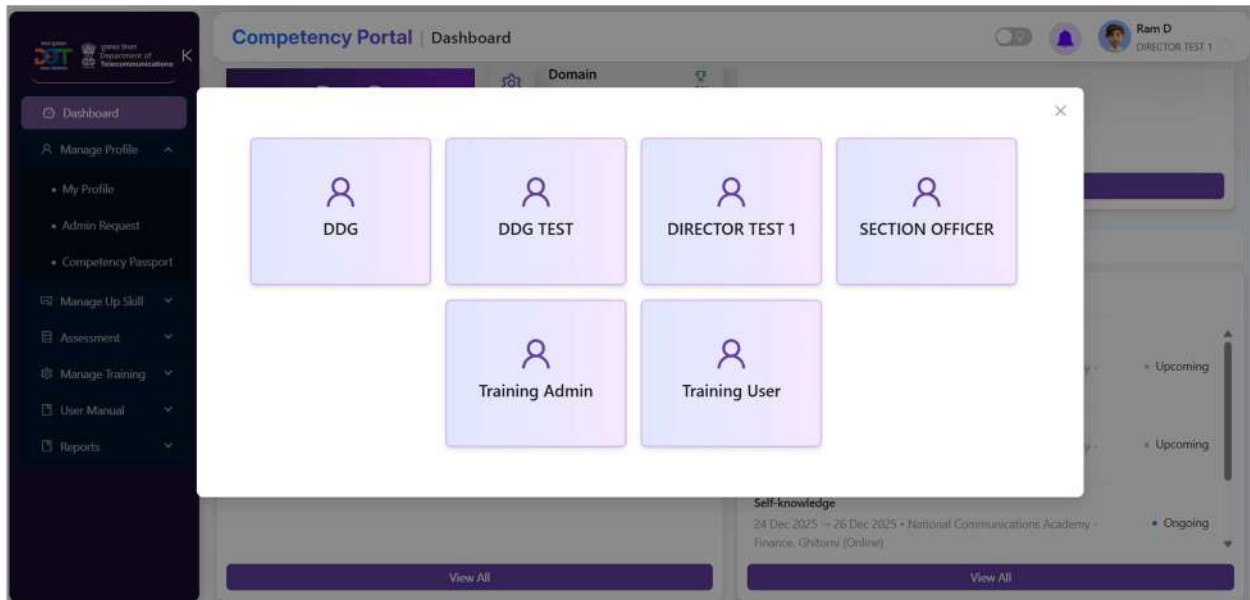 Department of
Telecommunications
Competency Portal | Dashboard
Ram D
DIRECTOR TEST 1
Dashboard
Manage Profile
• My Profile
• Admin Request
• Competency Passport
Manage Up Skill
Assessment
Manage Training
User Manual
Reports
Domain
DDG
DDG TEST
DIRECTOR TEST 1
SECTION OFFICER
Training Admin
Training User
Upcoming
Upcoming
Self-knowledge
24 Dec 2025 → 26 Dec 2025 • National Communications Academy -
Finance, Ghitorni (Online)
Ongoing
View All
View All